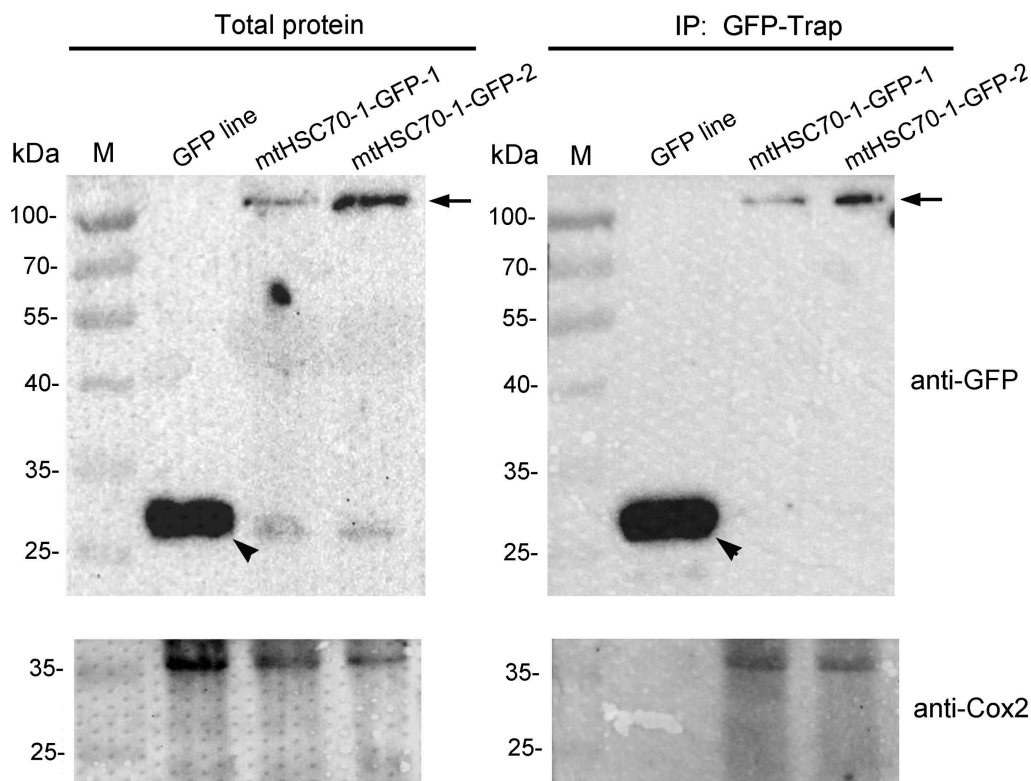 Total protein
IP: GFP-Trap
kDa
M
GFP line
mtHSC70-1-GFP-1
mtHSC70-1-GFP-2
kDa
M
GFP line
mtHSC70-1-GFP-1
mtHSC70-1-GFP-2
100-
70-
55-
40-
35-
25-
100-
70-
55-
40-
35-
25-
anti-GFP
35-
25-
35-
25-
anti-Cox2